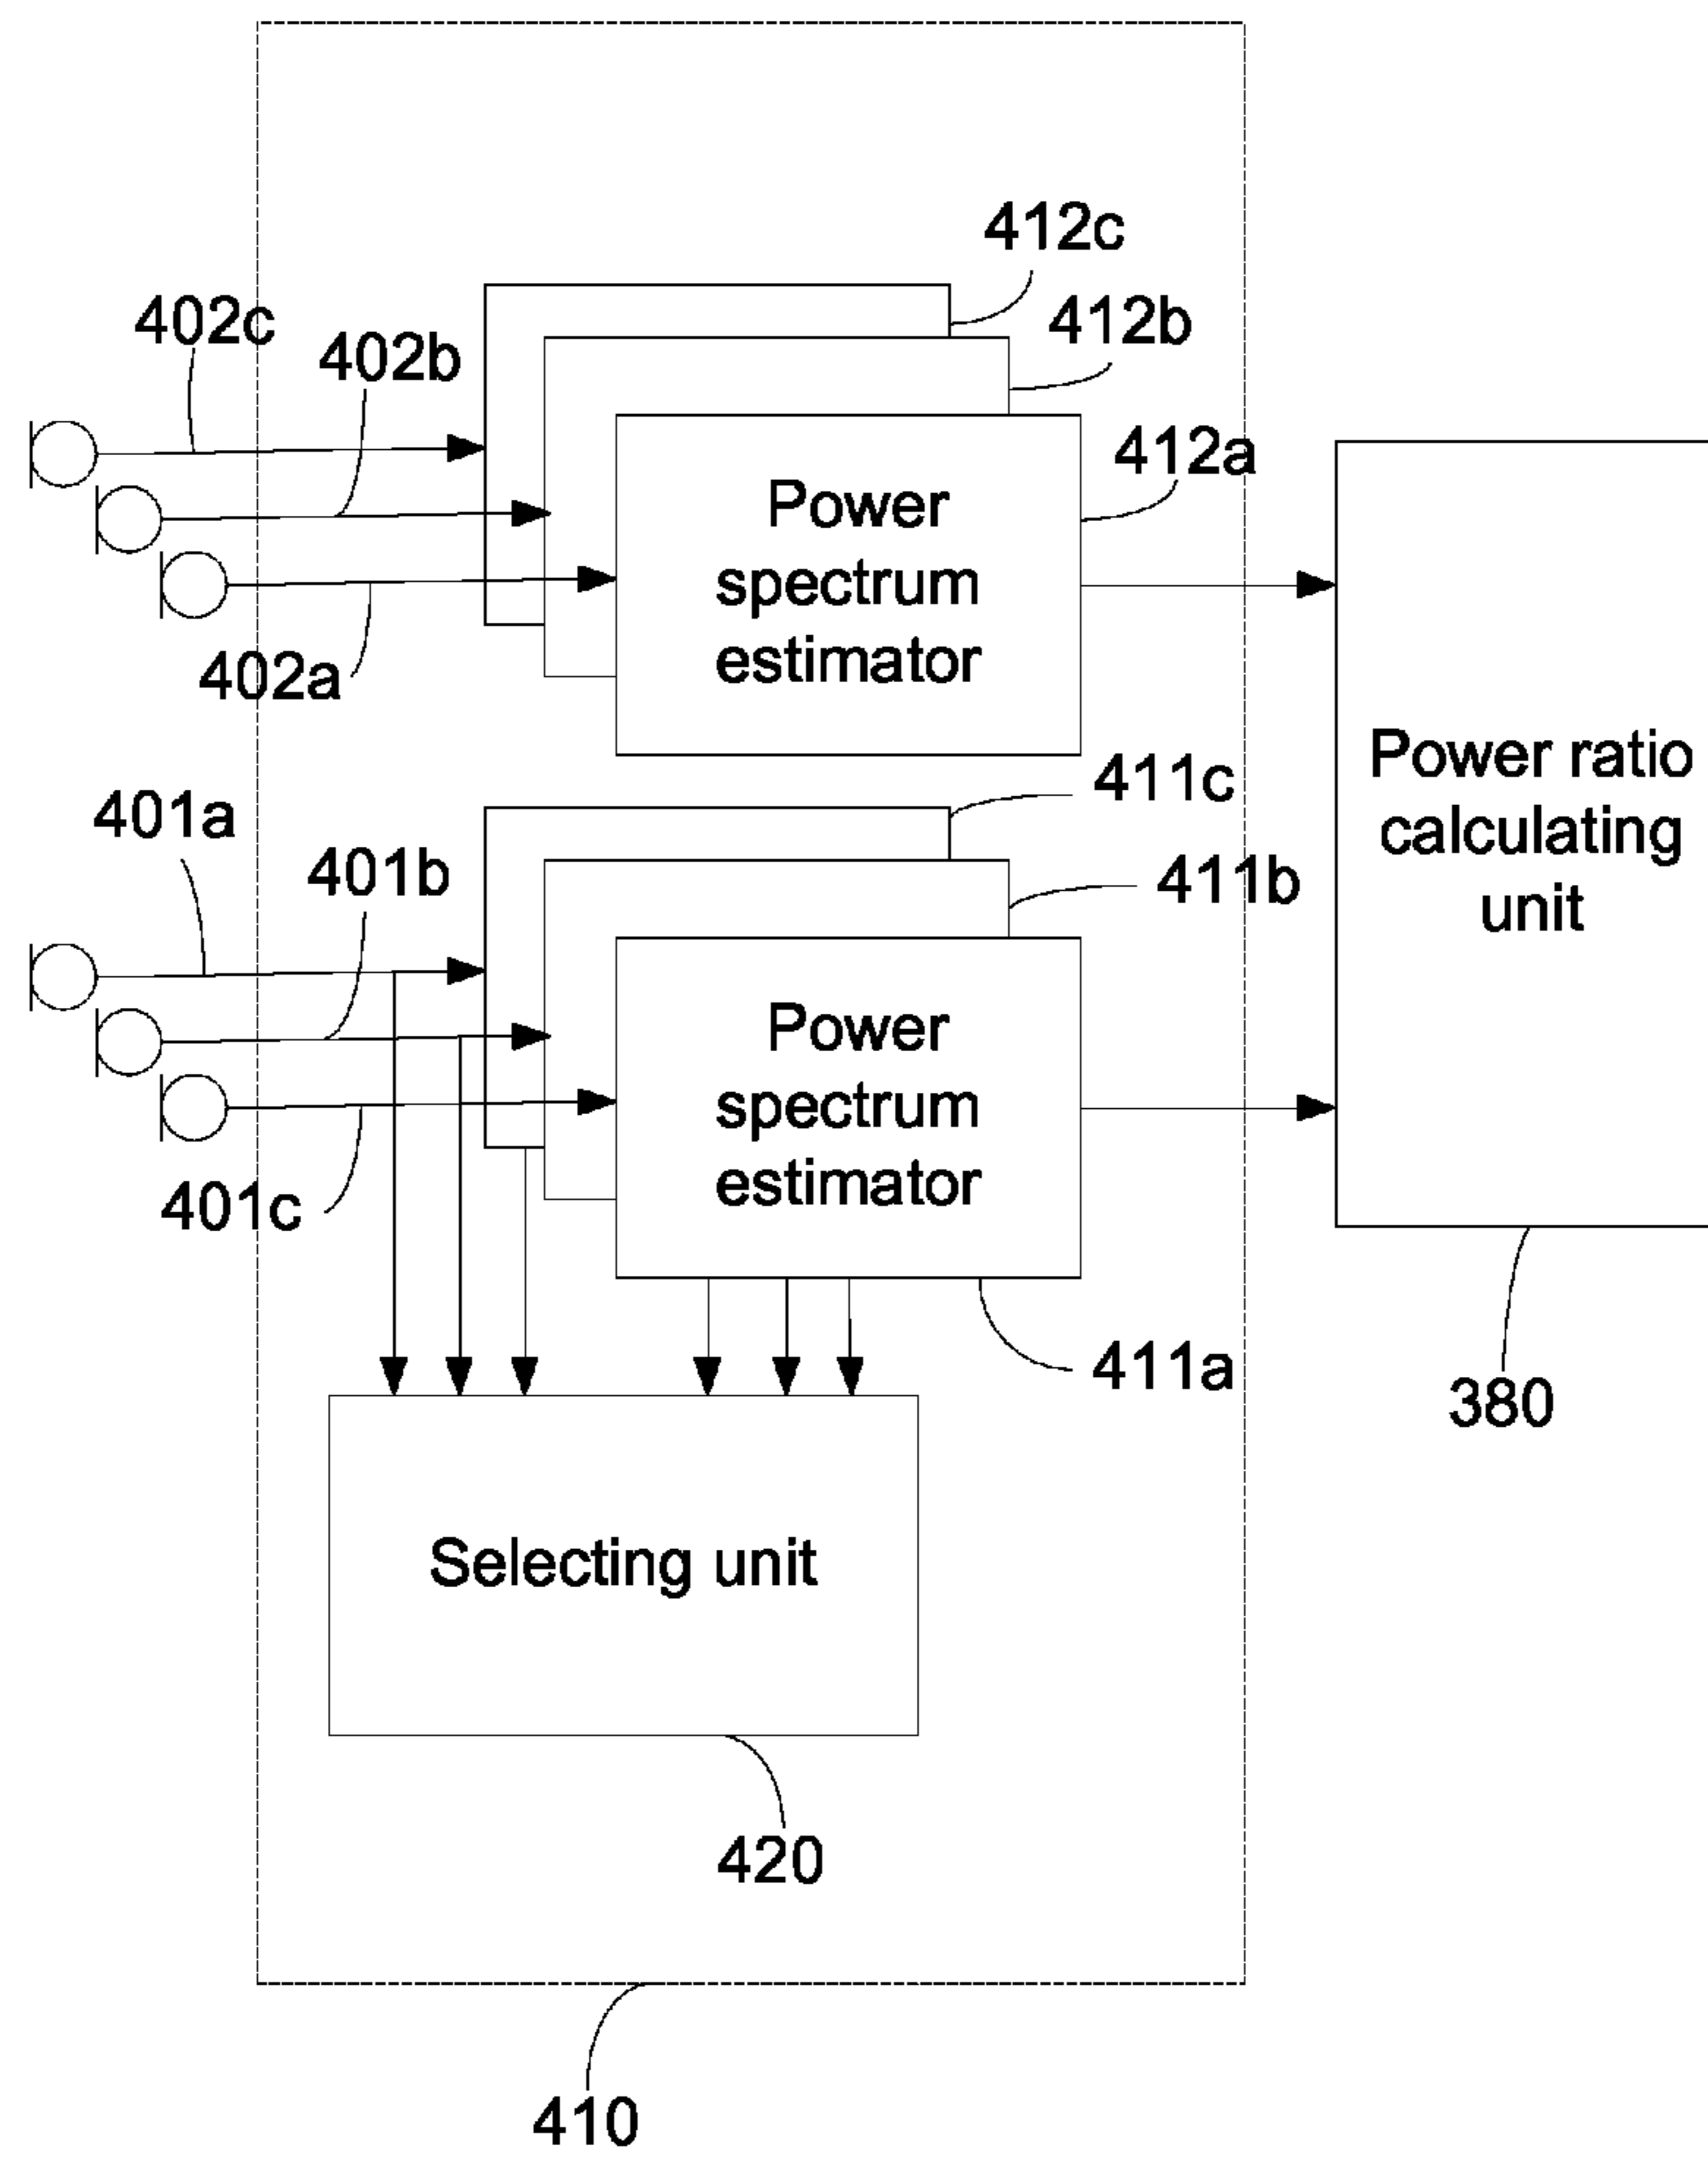 412c
402c
412b
402b
412a
Power
spectrum
estimator
402a
Power ratio
calculating
unit
411c
401a
401b
411b
Power
spectrum
estimator
401c
411a
380
Selecting unit
420
410